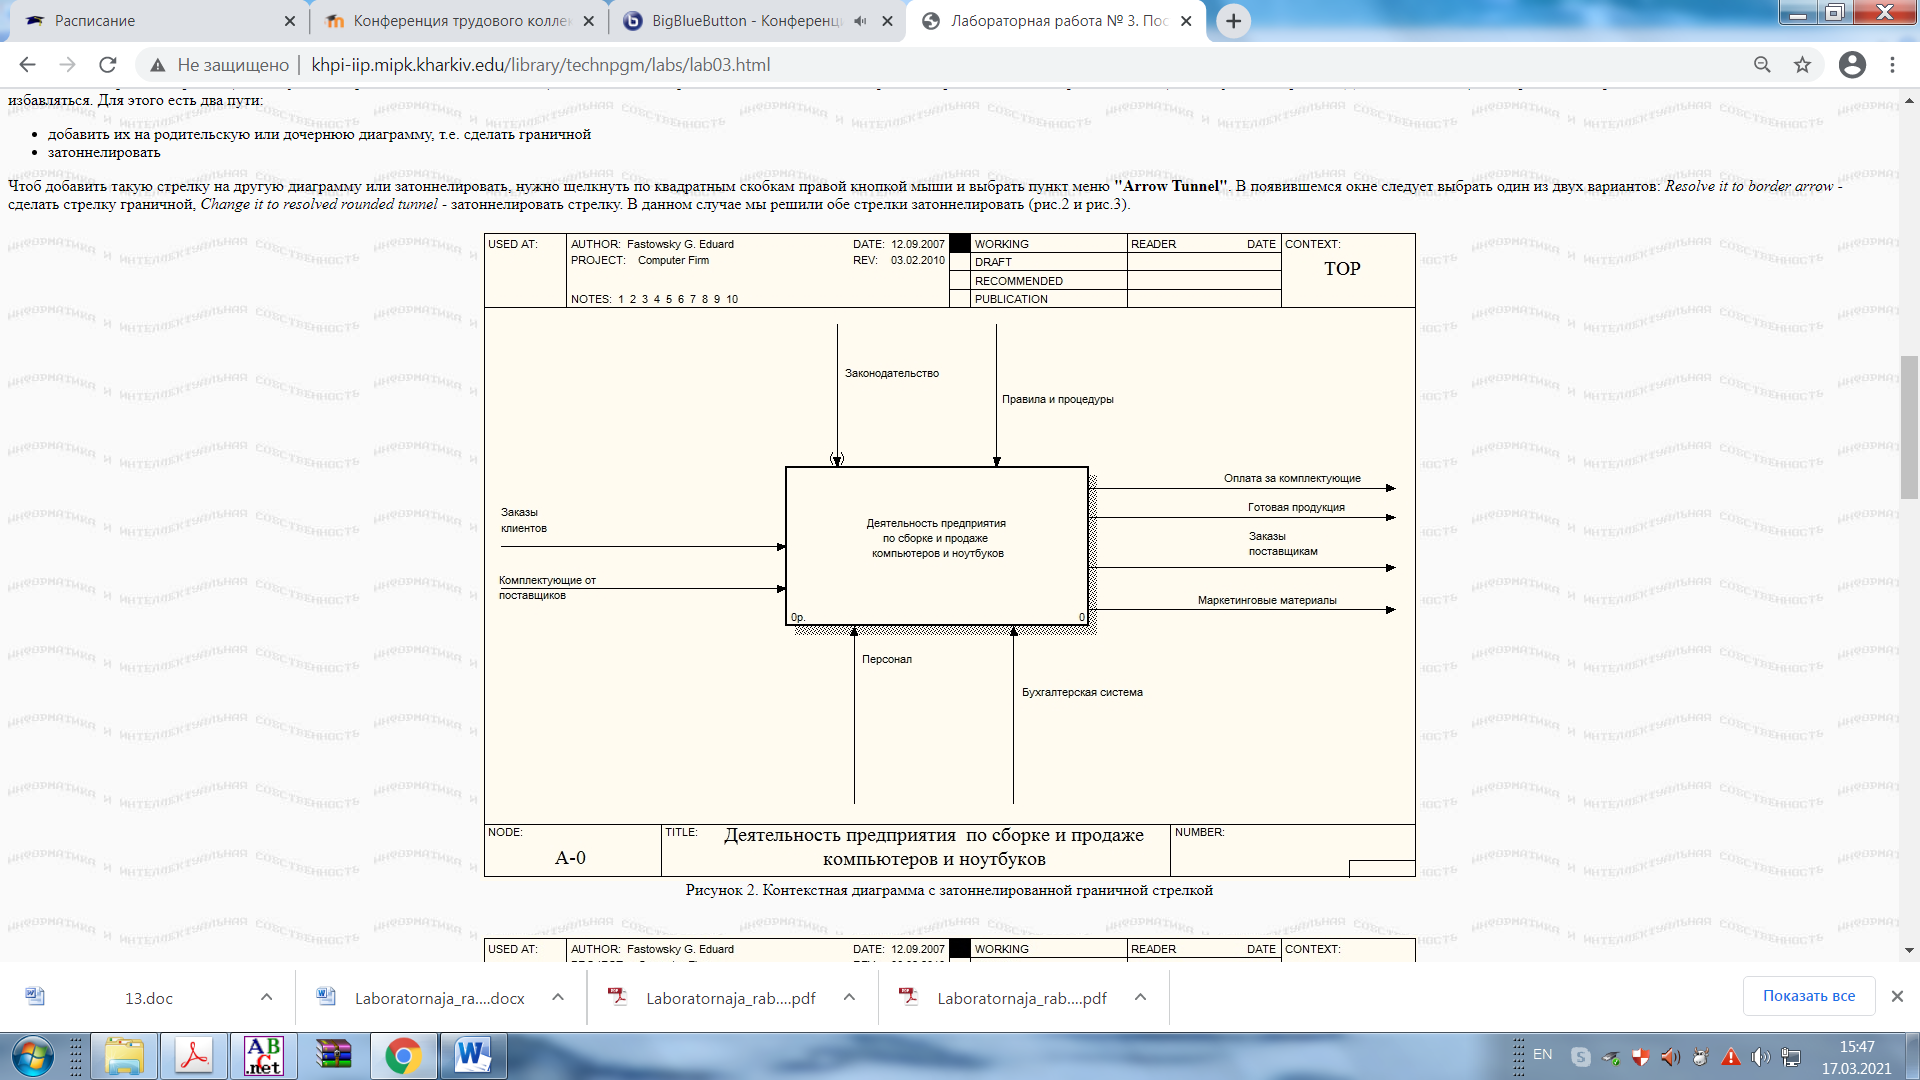 Расписание
Конференция трудового колле
BigBlueButton - Конференци
Лабораторная работа № 3. Пос
Не защищено
khpi-iip.mipk.kharkiv.edu/library/technpgm/labs/lab03.html
избавляться. Для этого есть два пути:
добавить их на родительскую или дочернюю диаграмму, т.е. сделать граничной
затоннелировать
Чтоб добавить такую стрелку на другую диаграмму или затоннелировать, нужно щелкнуть по квадратным скобкам правой кнопкой мыши и выбрать пункт меню "Arrow Tunnel". В появившемся окне следует выбрать один из двух вариантов: Resolve it to border arrow -
сделать стрелку граничной, Change it to resolved rounded tunnel - затоннелировать стрелку. В данном случае мы решили обе стрелки затоннелировать (рис.2 и рис.3).
USED AT:
AUTHOR: Fastowsky G. Eduard
DATE: 12.09.2007
PROJECT: Computer Firm
REV: 03.02.2010
NOTES: 1 2 3 4 5 6 7 8 9 10
WORKING
DRAFT
RECOMMENDED
PUBLICATION
READER
DATE
CONTEXT:
TOP
Законодательство
Правила и процедуры
Заказы
клиентов
Комплектующие от
поставщиков
Деятельность предприятия
по сборке и продаже
компьютеров и ноутбуков
0р.
0
Оплата за комплектующие
Готовая продукция
Заказы
поставщикам
Маркетинговые материалы
Персонал
Бухгалтерская система
NODE:
A-0
TITLE:
Деятельность предприятия по сборке и продаже
компьютеров и ноутбуков
NUMBER:
Рисунок 2. Контекстная диаграмма с затоннелированной граничной стрелкой
USED AT:
AUTHOR: Fastowsky G. Eduard
DATE: 12.09.2007
WORKING
READER
DATE
CONTEXT:
13.doc
Laboratornaja_ra....docx
Laboratornaja_rab....pdf
Laboratornaja_rab....pdf
Показать все
AB
C
.net
EN
15:47
17.03.2021